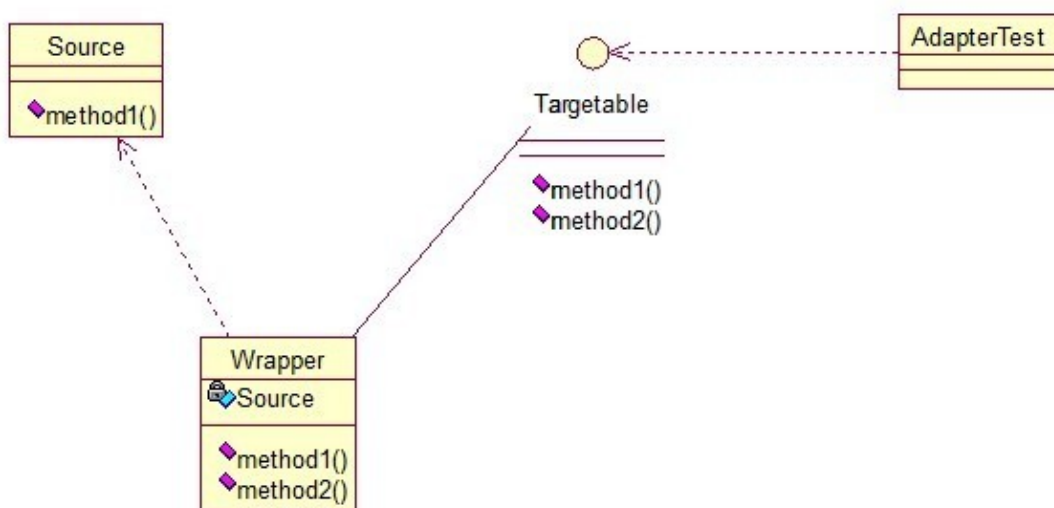 Source
method1()
Targetable
method1()
method2()
AdapterTest
Wrapper
Source
method1()
method2()